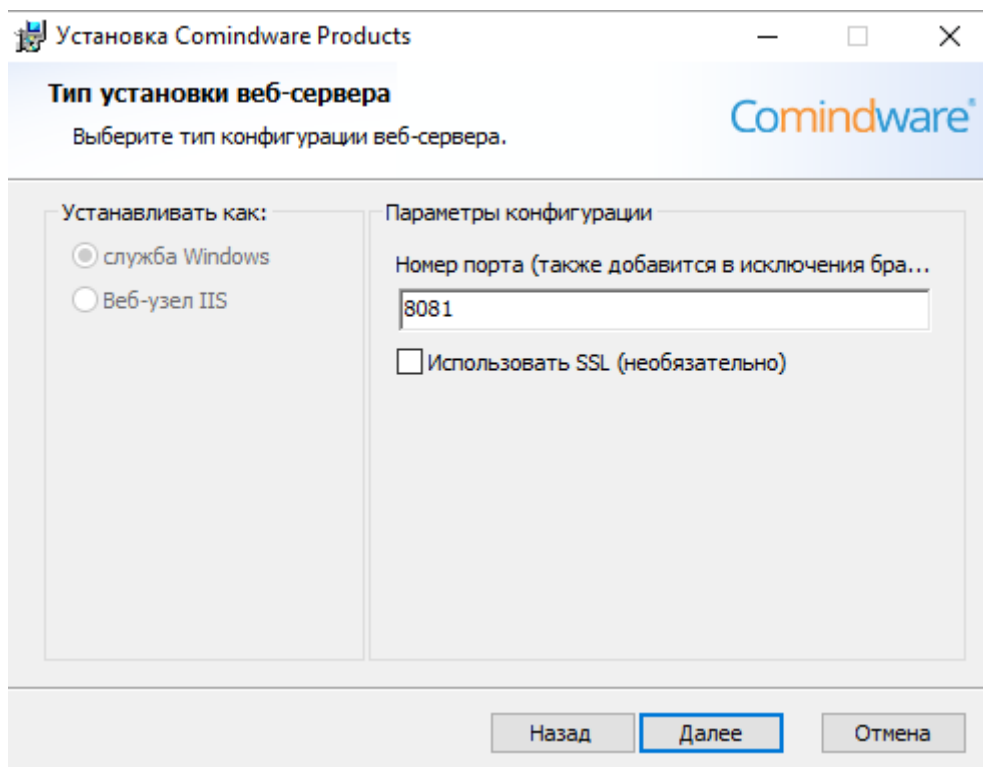 Установка Comindware Products
Тип установки веб-сервера
Выберите тип конфигурации веб-сервера.
Comindware®
Устанавливать как:
служба Windows
Веб-узел IIS
Параметры конфигурации
Номер порта (также добавится в исключения бра...
8081
Использовать SSL (необязательно)
Назад
Далее
Отмена